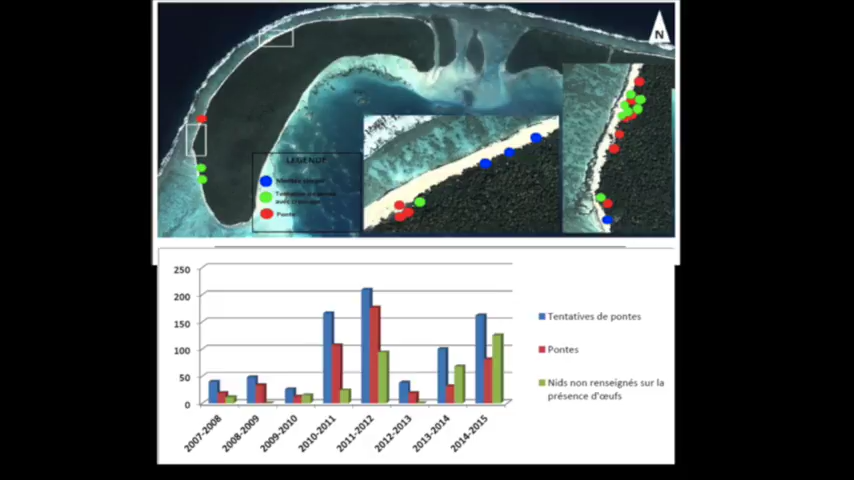 N
LEGENDE
Ponte
250
200
150
100
50
0
2007-2008
2008-2009
2009-2010
2010-2011
2011-2012
2012-2013
2013-2014
2014-2015
Tentatives de pontes
Pontes
Nids non renseignés sur la
présence d'œufs